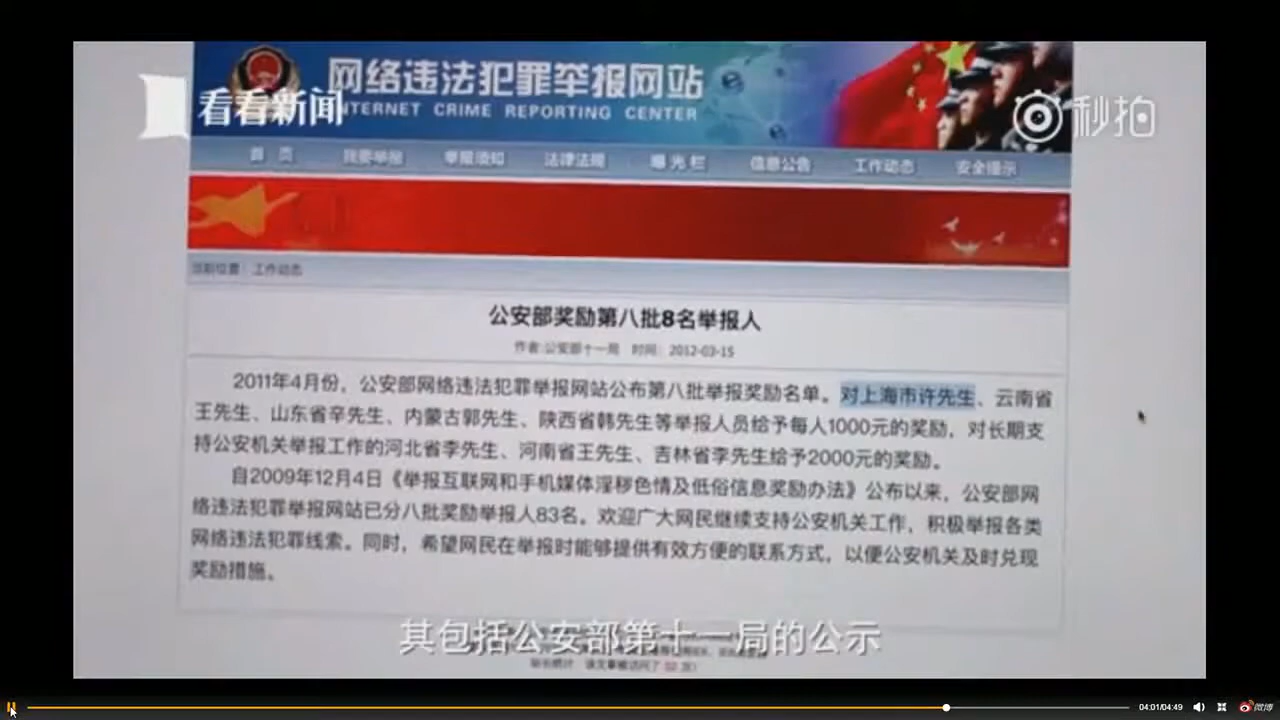 网络违法犯罪举报网站
看看新闻
INTERNET CRIME REPORTING CENTER
秒拍
首 页 我要举报 举报须知 法律法规 曝光栏 信息公告 工作动态 安全提示
当前位置：工作动态
公安部奖励第八批8名举报人
作者:公安部十一局 时间：2012-03-15
2011年4月份，公安部网络违法犯罪举报网站公布第八批举报奖励名单。对上海市许先生、云南省
王先生、山东省辛先生、内蒙古郭先生、陕西省韩先生等举报人员给予每人1000元的奖励，对长期支
持公安机关举报工作的河北省李先生、河南省王先生、吉林省李先生给予2000元的奖励。
自2009年12月4日《举报互联网和手机媒体淫秽色情及低俗信息奖励办法》公布以来，公安部网
络违法犯罪举报网站已分八批奖励举报人83名。欢迎广大网民继续支持公安机关工作，积极举报各类
网络违法犯罪线索。同时，希望网民在举报时能够提供有效方便的联系方式，以便公安机关及时兑现
奖励措施。
其包括公安部第十一局的公示
04:01/04:49
微博